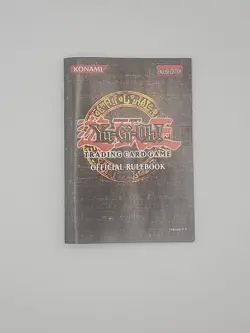 KONAMI
Yu-Gi-Oh!
TRADING CARD GAME
OFFICIAL RULEBOOK